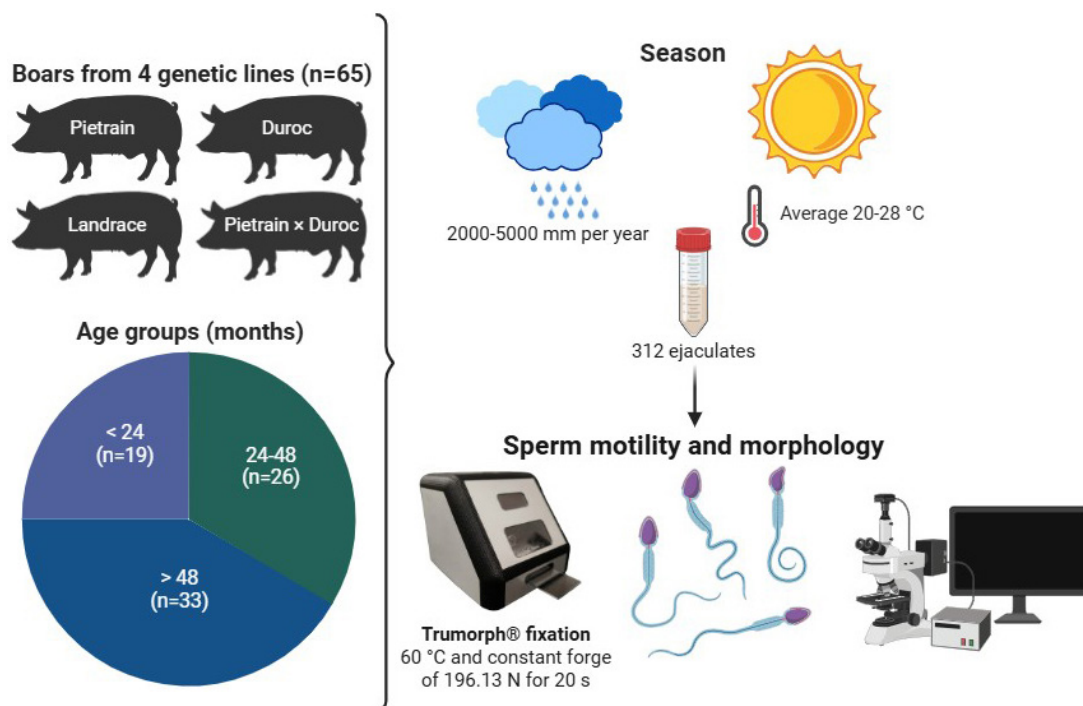 Boars from 4 genetic lines (n=65)
Pietrain
Duroc
Landrace
Pietrain × Duroc
Age groups (months)
< 24
(n=19)
24-48
(n=26)
> 48
(n=33)
Season
2000-5000 mm per year
Average 20-28 °C
312 ejaculates
Sperm motility and morphology
Trumorph® fixation
60 °C and constant forge
of 196.13 N for 20 s